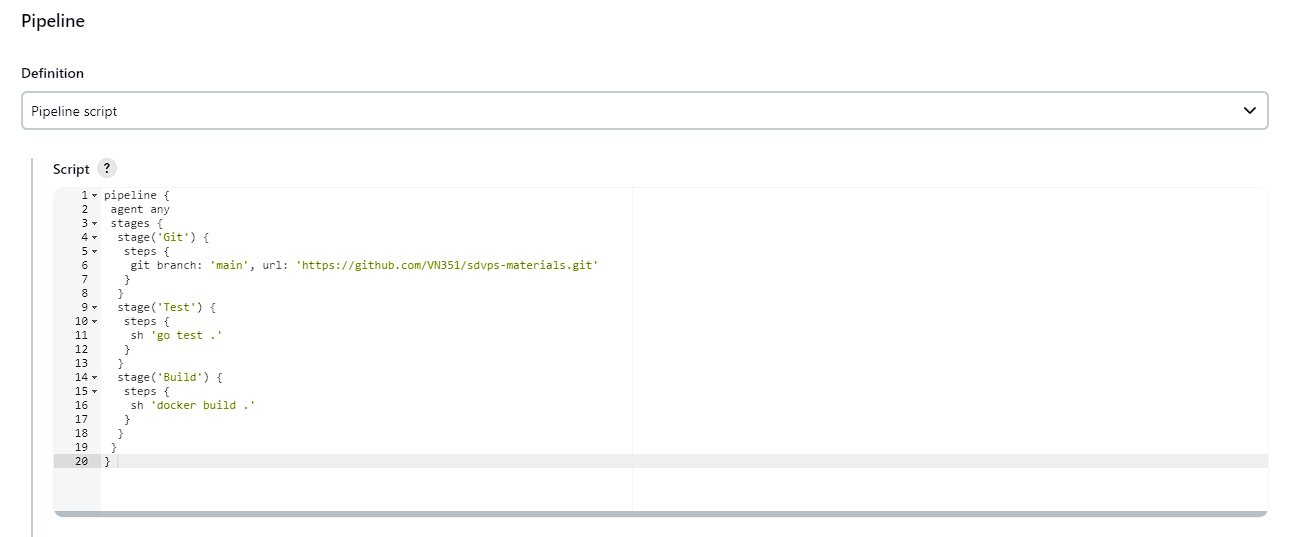 Pipeline
Definition
Pipeline script
Script ?
1 pipeline {
2 agent any
3 stages {
4 stage('Git') {
5 steps {
6 git branch: 'main', url: 'https://github.com/VN351/sdvps-materials.git'
7 }
8 }
9 stage('Test') {
10 steps {
11 sh 'go test .'
12 }
13 }
14 stage('Build') {
15 steps {
16 sh 'docker build .'
17 }
18 }
19 }
20 }